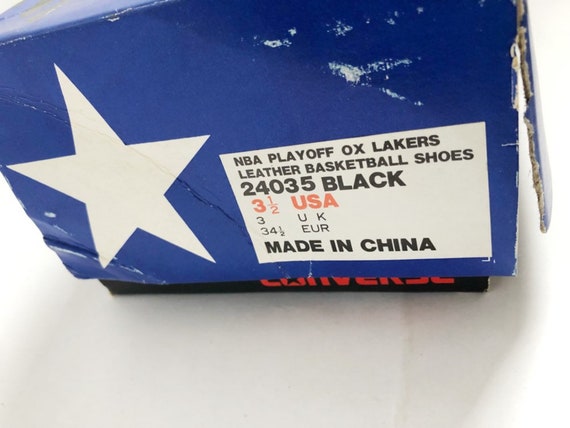 NBA PLAYOFF OX LAKERS
LEATHER BASKETBALL SHOES
24035 BLACK
3½ USA
3 U K
34½ EUR
MADE IN CHINA
CONVERSE